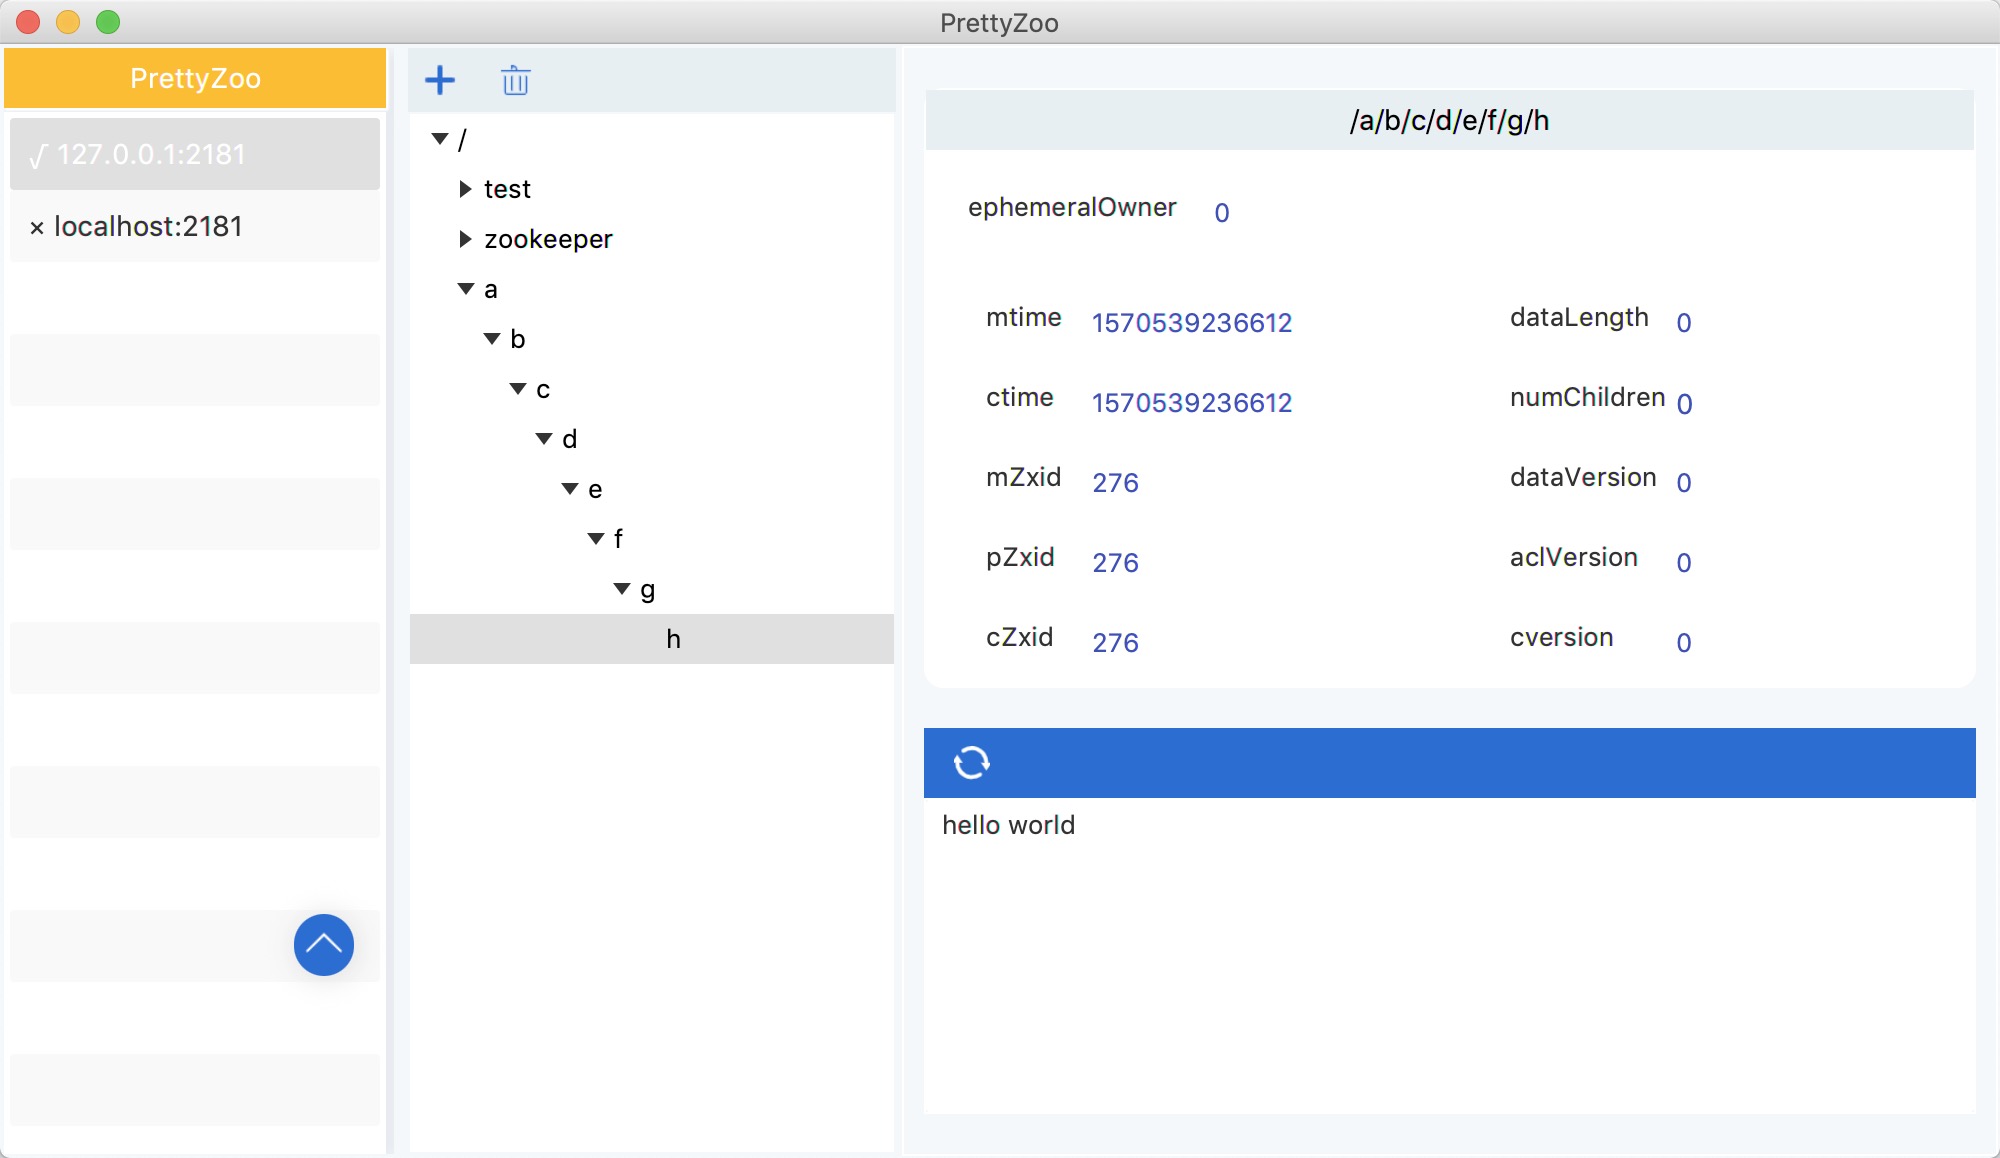 PrettyZoo
PrettyZoo
√ 127.0.0.1:2181
× localhost:2181
/
test
zookeeper
a
b
c
d
e
f
g
h
/a/b/c/d/e/f/g/h
ephemeralOwner 0
mtime 1570539236612 dataLength 0
ctime 1570539236612 numChildren 0
mZxid 276 dataVersion 0
pZxid 276 aclVersion 0
cZxid 276 cversion 0
hello world